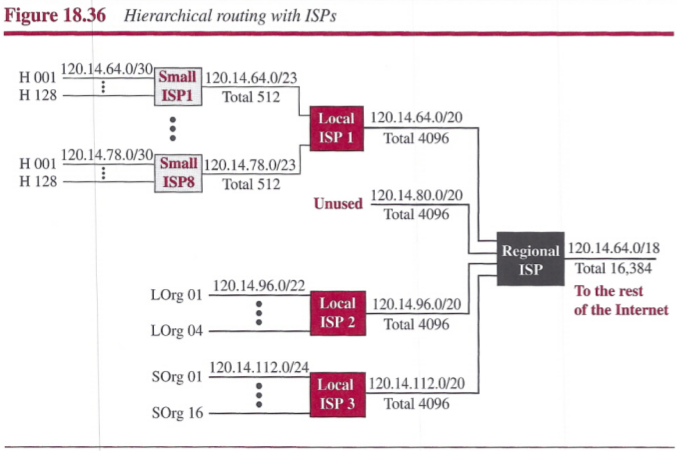 Figure 18.36 Hierarchical routing with ISPs
H 001 120.14.64.0/30
H 128
Small
ISP1
120.14.64.0/23
Total 512
Local
ISP 1
120.14.64.0/20
Total 4096
H 001 120.14.78.0/30
H 128
Small
ISP8
120.14.78.0/23
Total 512
Unused
120.14.80.0/20
Total 4096
Regional
ISP
120.14.64.0/18
Total 16,384
To the rest
of the Internet
LOrg 01 120.14.96.0/22
LOrg 04
Local
ISP 2
120.14.96.0/20
Total 4096
SOrg 01 120.14.112.0/24
SOrg 16
Local
ISP 3
120.14.112.0/20
Total 4096